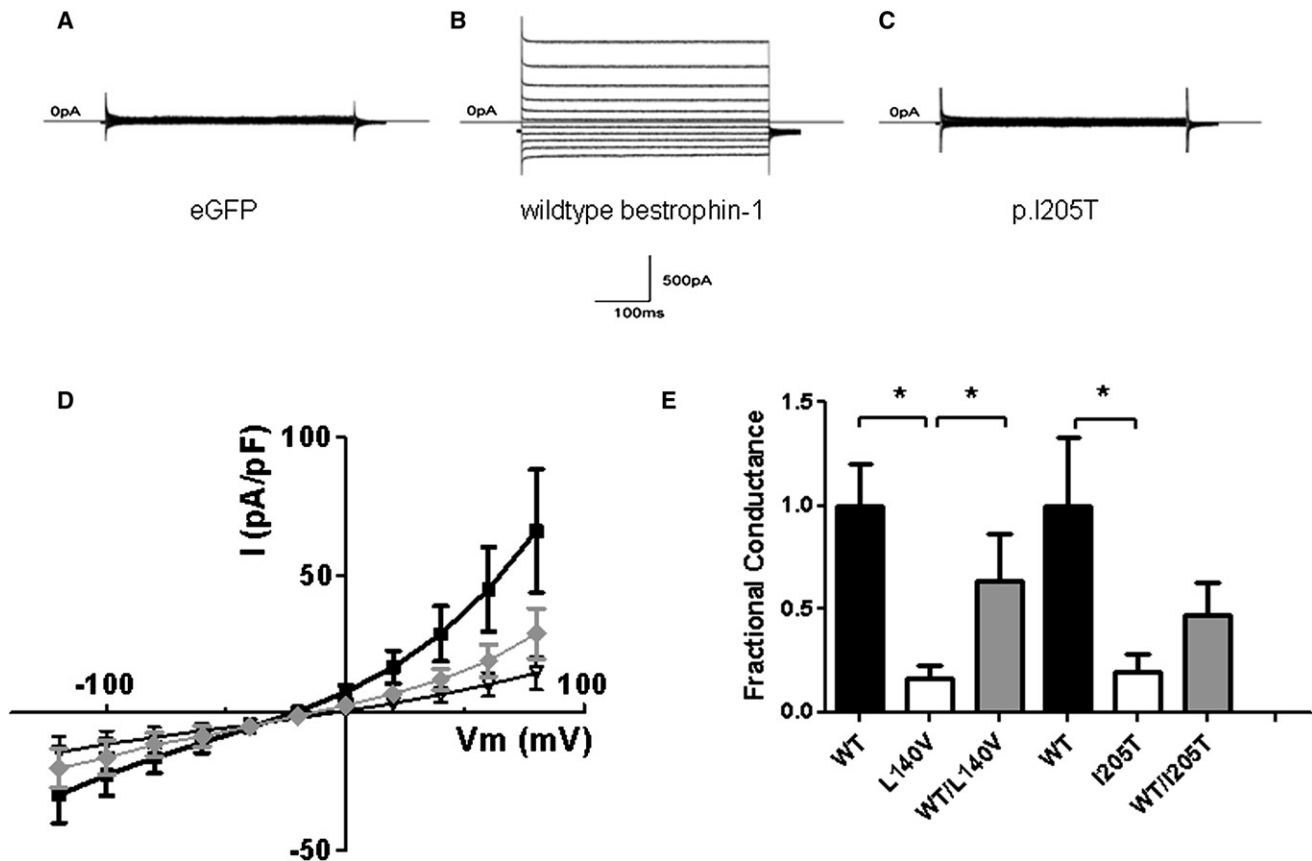 A
B
C
0pA
0pA
0pA
eGFP
wildtype bestrophin-1
p.I205T
500pA
100ms
D
E
I (pA/pF)
100
50
-100
100
Vm (mV)
-50
Fractional Conductance
1.5
1.0
0.5
0.0
*
*
*
WT
L140V
WT/L140V
WT
I205T
WT/I205T